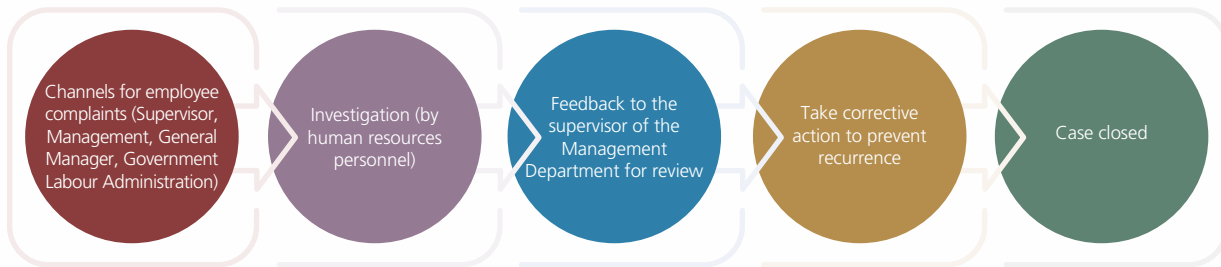 Channels for employee
complaints (Supervisor,
Management, General
Manager, Government
Labour Administration)
Investigation (by
human resources
personnel)
Feedback to the
supervisor of the
Management
Department for review
Take corrective
action to prevent
recurrence
Case closed